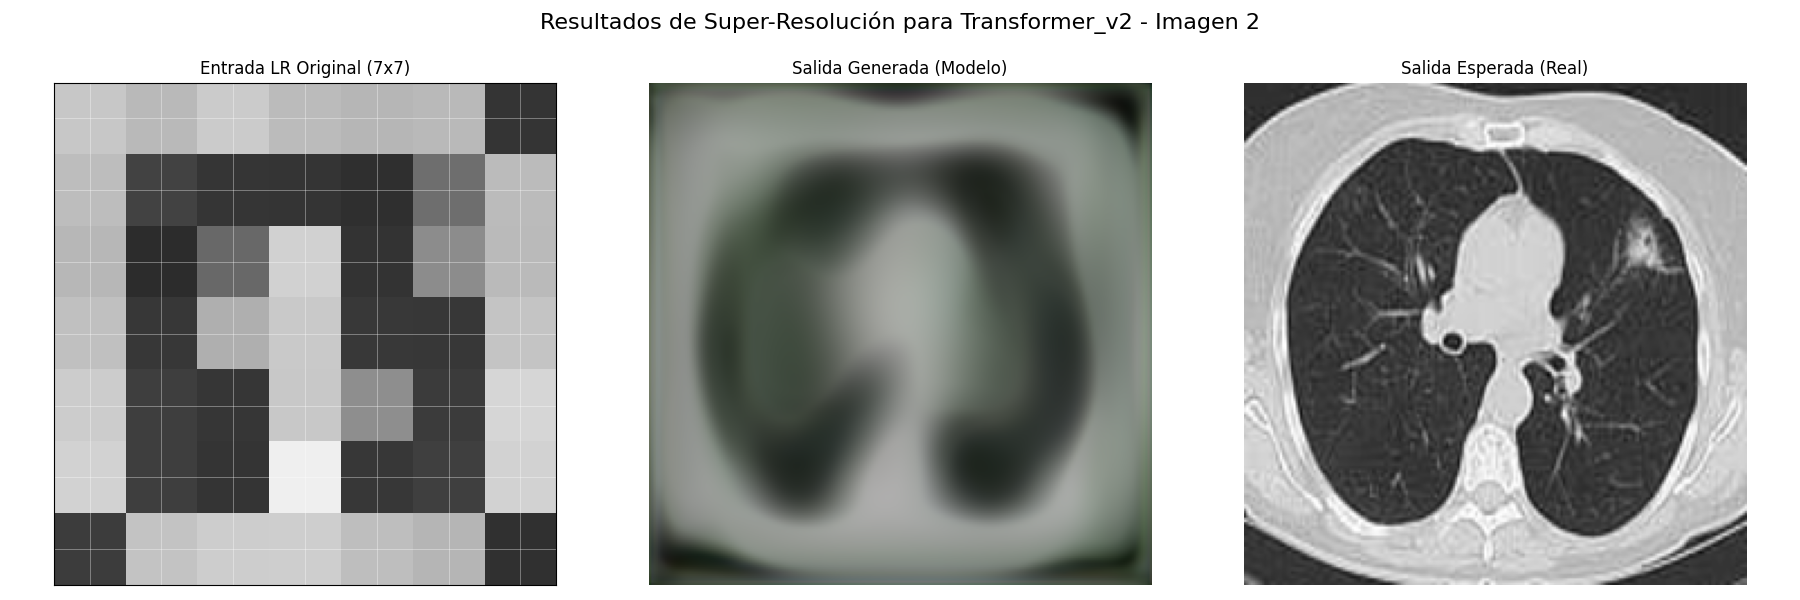 Resultados de Super-Resolución para Transformer_v2 - Imagen 2
Entrada LR Original (7x7)
Salida Generada (Modelo)
Salida Esperada (Real)